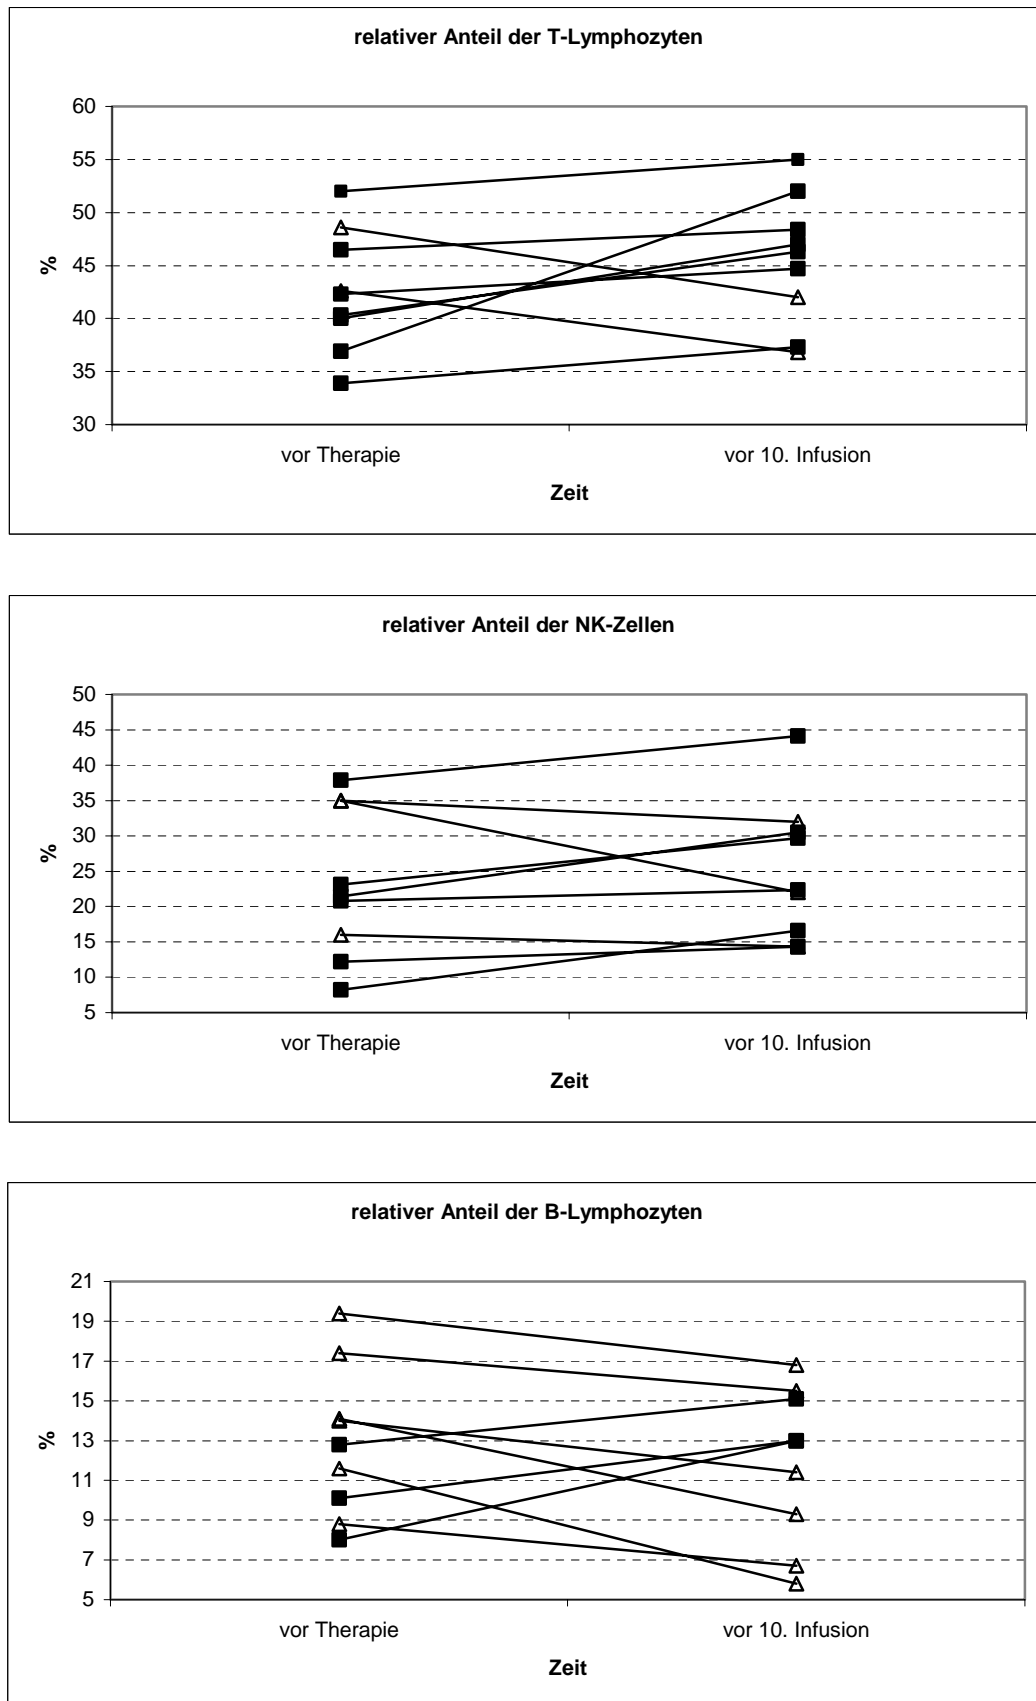 relativer Anteil der T-Lymphozyten
60
55
50
45
40
35
30
%
vor Therapie
vor 10. Infusion
Zeit
relativer Anteil der NK-Zellen
50
45
40
35
30
25
20
15
10
5
%
vor Therapie
vor 10. Infusion
Zeit
relativer Anteil der B-Lymphozyten
21
19
17
15
13
11
9
7
5
%
vor Therapie
vor 10. Infusion
Zeit